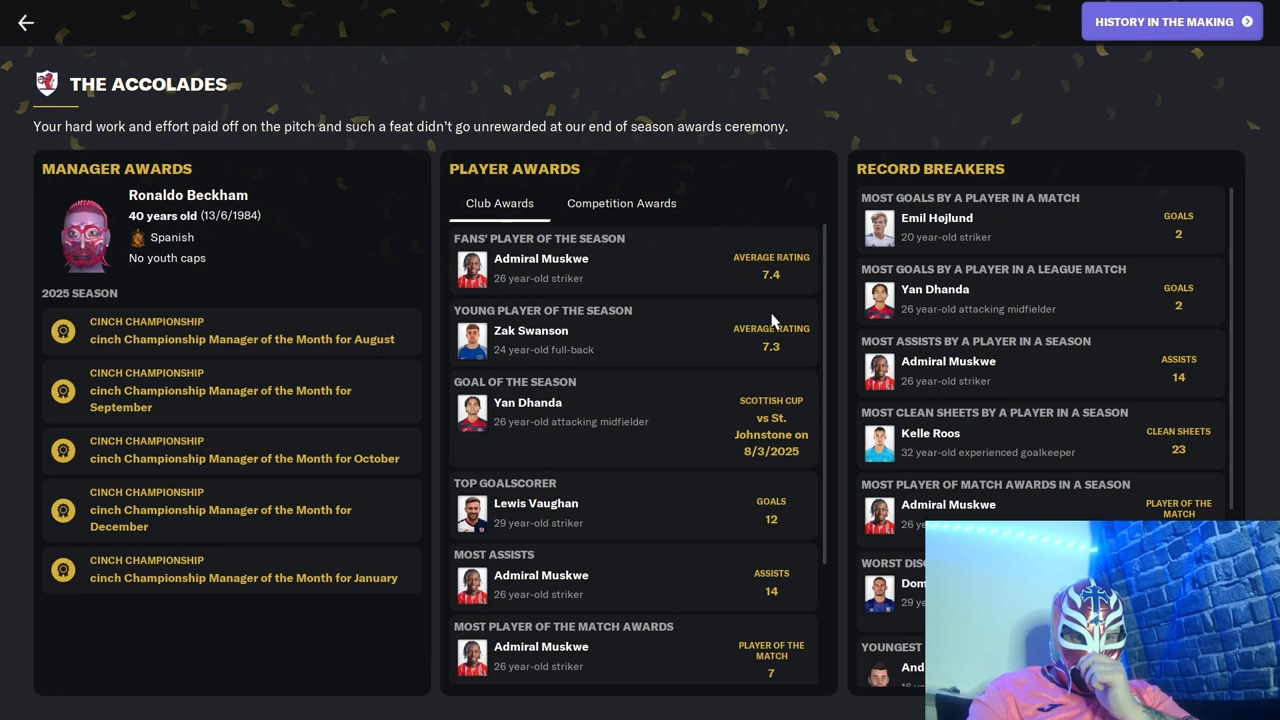 HISTORY IN THE MAKING
THE ACCOLADES
Your hard work and effort paid off on the pitch and such a feat didn't go unrewarded at our end of season awards ceremony.
MANAGER AWARDS
Ronaldo Beckham
40 years old (13/6/1984)
Spanish
No youth caps
2025 SEASON
CINCH CHAMPIONSHIP
cinch Championship Manager of the Month for August
CINCH CHAMPIONSHIP
cinch Championship Manager of the Month for
September
CINCH CHAMPIONSHIP
cinch Championship Manager of the Month for October
CINCH CHAMPIONSHIP
cinch Championship Manager of the Month for
December
CINCH CHAMPIONSHIP
cinch Championship Manager of the Month for January
PLAYER AWARDS
Club Awards
Competition Awards
FANS' PLAYER OF THE SEASON
Admiral Muskwe
26 year-old striker
AVERAGE RATING
7.4
YOUNG PLAYER OF THE SEASON
Zak Swanson
24 year-old full-back
AVERAGE RATING
7.3
GOAL OF THE SEASON
Yan Dhanda
26 year-old attacking midfielder
SCOTTISH CUP
vs St.
Johnstone on
8/3/2025
TOP GOALSCORER
Lewis Vaughan
29 year-old striker
GOALS
12
MOST ASSISTS
Admiral Muskwe
26 year-old striker
ASSISTS
14
MOST PLAYER OF THE MATCH AWARDS
Admiral Muskwe
26 year-old striker
PLAYER OF THE
MATCH
7
RECORD BREAKERS
MOST GOALS BY A PLAYER IN A MATCH
Emil Højlund
20 year-old striker
GOALS
2
MOST GOALS BY A PLAYER IN A LEAGUE MATCH
Yan Dhanda
26 year-old attacking midfielder
GOALS
2
MOST ASSISTS BY A PLAYER IN A SEASON
Admiral Muskwe
26 year-old striker
ASSISTS
14
MOST CLEAN SHEETS BY A PLAYER IN A SEASON
Kelle Roos
32 year-old experienced goalkeeper
CLEAN SHEETS
23
MOST PLAYER OF MATCH AWARDS IN A SEASON
Admiral Muskwe
26 ye
PLAYER OF THE
MATCH
WORST DIS
Dom
29 ye
YOUNGEST
And